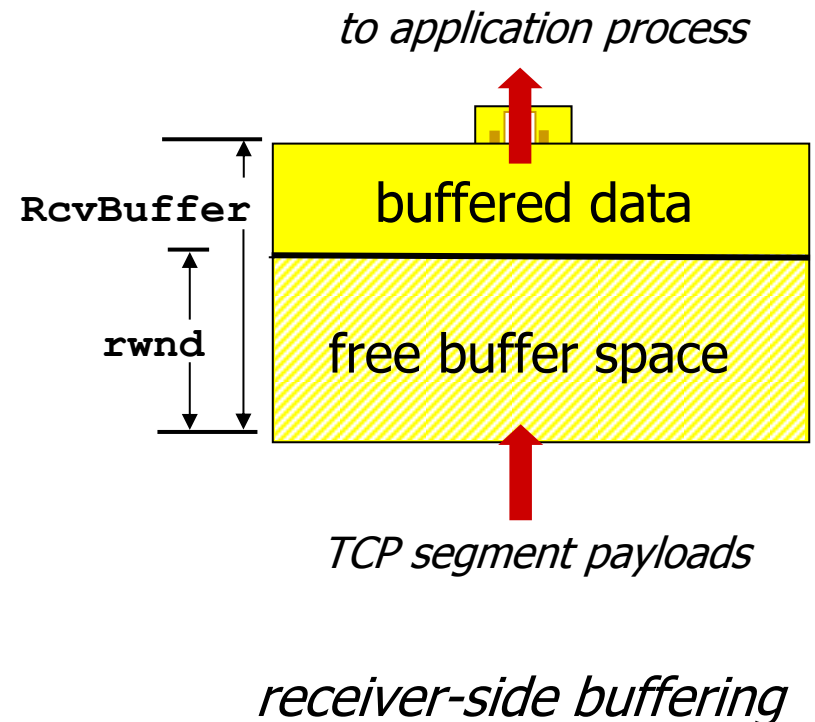 to application process
RcvBuffer
buffered data
rwnd
free buffer space
TCP segment payloads
receiver-side buffering